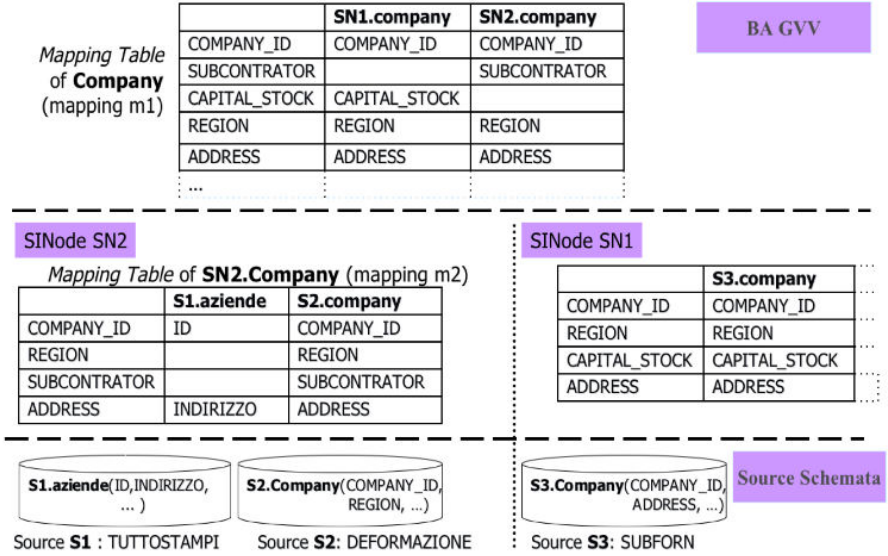 SN1.company SN2.company
BA GVV
Mapping Table
of Company
(mapping m1)
COMPANY_ID COMPANY_ID COMPANY_ID
SUBCONTRATOR SUBCONTRATOR
CAPITAL_STOCK CAPITAL_STOCK
REGION REGION REGION
ADDRESS ADDRESS ADDRESS
...
SINode SN2
Mapping Table of SN2.Company (mapping m2)
S1.aziende S2.company
COMPANY_ID ID COMPANY_ID
REGION REGION
SUBCONTRATOR SUBCONTRATOR
ADDRESS INDIRIZZO ADDRESS
SINode SN1
S3.company
COMPANY_ID COMPANY_ID
REGION REGION
CAPITAL_STOCK CAPITAL_STOCK
ADDRESS ADDRESS
S1.aziende(ID,INDIRIZZO,
... )
Source S1 : TUTTOSTAMPI
S2.Company(COMPANY_ID,
REGION, ...)
Source S2: DEFORMAZIONE
S3.Company(COMPANY_ID,
ADDRESS, ...)
Source S3: SUBFORN
Source Schemata